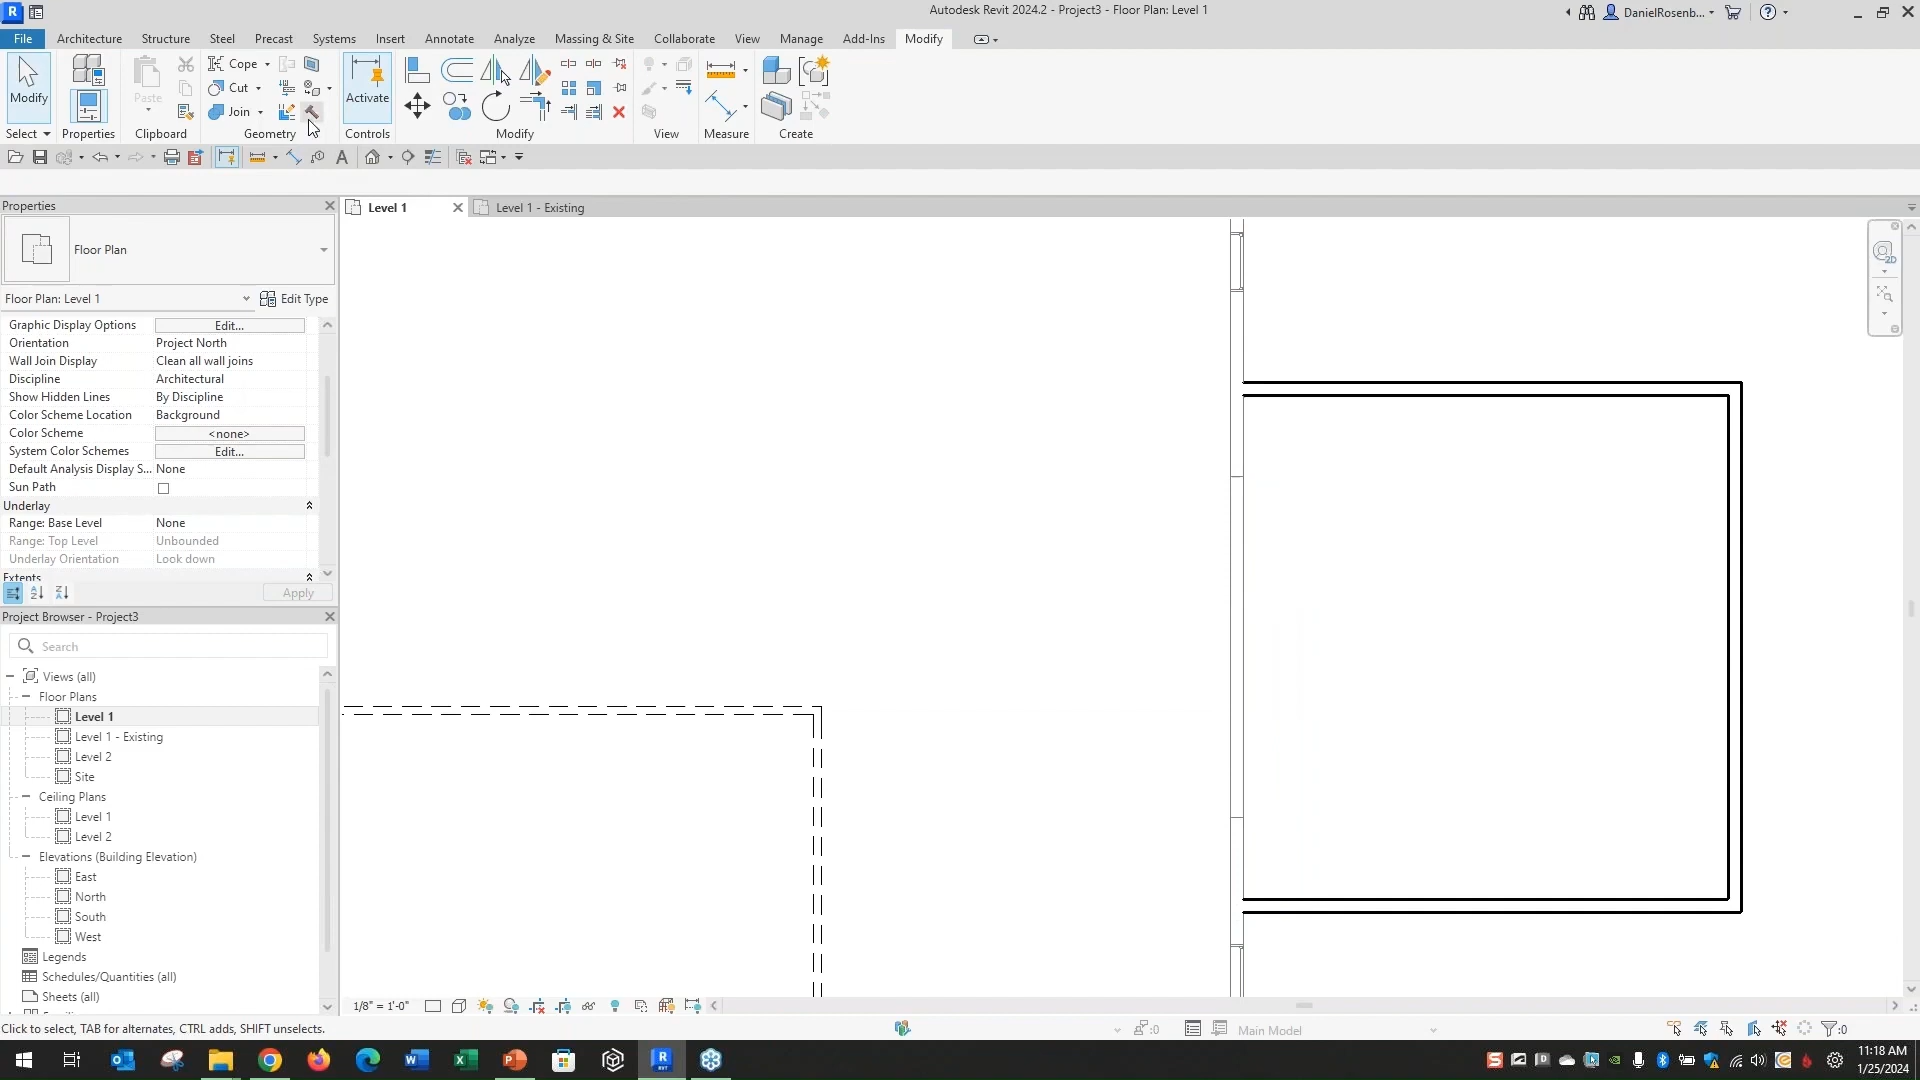 Autodesk Revit 2024.2 - Project3 - Floor Plan: Level 1
DanielRosenb...
File Architecture Structure Steel Precast Systems Insert Annotate Analyze Massing & Site Collaborate View Manage Add-Ins Modify
Cope
Modify
Paste
Cut
Activate
Join
Select Properties Clipboard Geometry Controls Modify View Measure Create
Properties
Level 1
Level 1 - Existing
Floor Plan
Floor Plan: Level 1
Edit Type
Graphic Display Options Edit...
Orientation Project North
Wall Join Display Clean all wall joins
Discipline Architectural
Show Hidden Lines By Discipline
Color Scheme Location Background
Color Scheme <none>
System Color Schemes Edit...
Default Analysis Display S... None
Sun Path
Underlay
Range: Base Level None
Range: Top Level Unbounded
Underlay Orientation Look down
Extents
Apply
Project Browser - Project3
Search
Views (all)
Floor Plans
Level 1
Level 1 - Existing
Level 2
Site
Ceiling Plans
Level 1
Level 2
Elevations (Building Elevation)
East
North
South
West
Legends
Schedules/Quantities (all)
Sheets (all)
1/8" = 1'-0"
Click to select, TAB for alternates, CTRL adds, SHIFT unselects.
:0
Main Model
:0
11:18 AM
1/25/2024